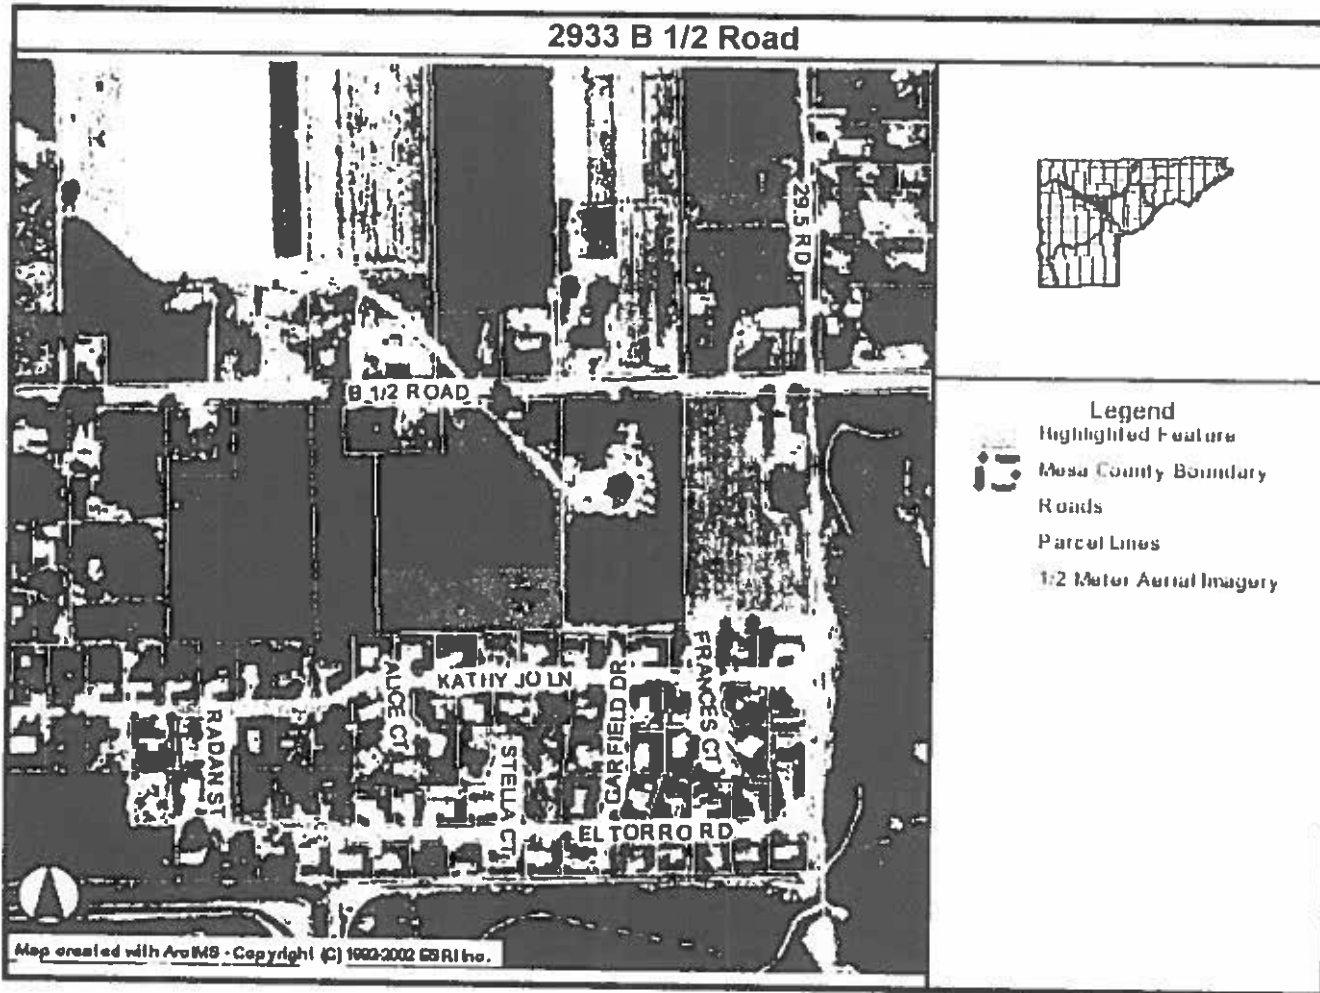 2933 B 1/2 Road
29.5 RD
B 1/2 ROAD
KATHY JO LN
ALICE CT
RADAN ST
STELLA CT
GARFIELD DR
FRANCES CT
EL TORRO RD
Map created with ArcIMS - Copyright (C) 1992-2002 ESRI Inc.
Legend
Highlighted Feature
Mesa County Boundary
Roads
Parcel Lines
1/2 Meter Aerial Imagery